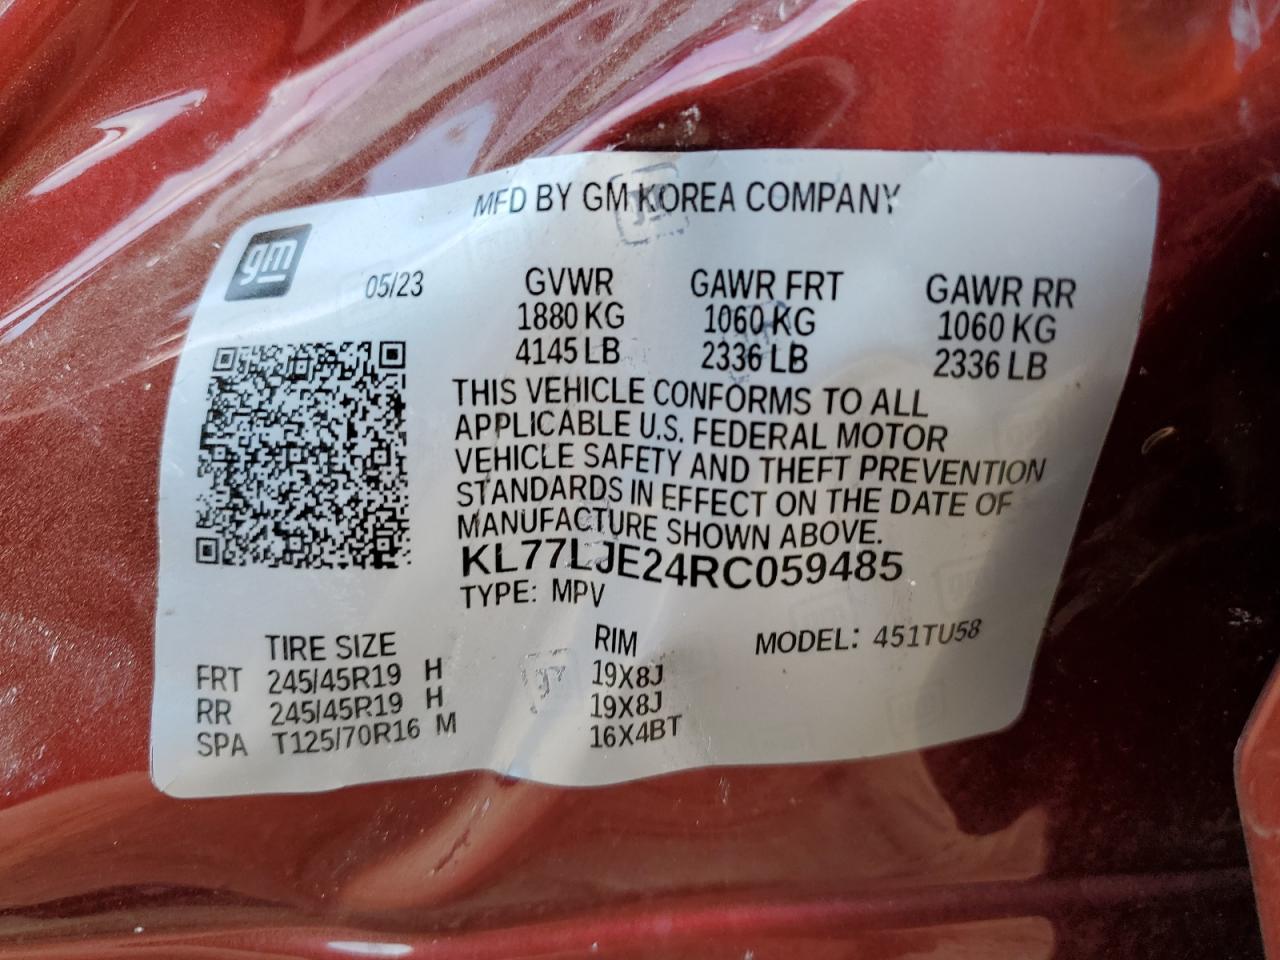 MFD BY GM KOREA COMPANY
gm
05/23
GVWR GAWR FRT GAWR RR
1880 KG 1060 KG 1060 KG
4145 LB 2336 LB 2336 LB
THIS VEHICLE CONFORMS TO ALL
APPLICABLE U.S. FEDERAL MOTOR
VEHICLE SAFETY AND THEFT PREVENTION
STANDARDS IN EFFECT ON THE DATE OF
MANUFACTURE SHOWN ABOVE.
KL77LJE24RC059485
TYPE: MPV
TIRE SIZE RIM MODEL: 451TU58
FRT 245/45R19 H 19X8J
RR 245/45R19 H 19X8J
SPA T125/70R16 M 16X4BT